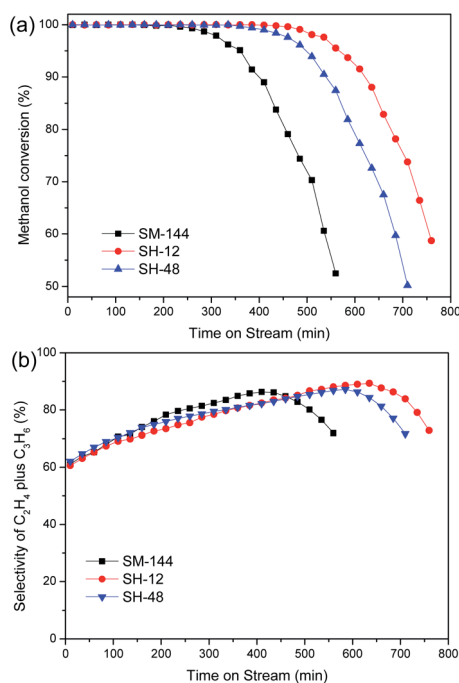 (a)
Methanol conversion (%)
100
90
80
70
60
50
SM-144
SH-12
SH-48
0 100 200 300 400 500 600 700 800
Time on Stream (min)
(b)
Selectivity of C₂H₄ plus C₃H₆ (%)
100
80
60
40
20
0
SM-144
SH-12
SH-48
0 100 200 300 400 500 600 700 800
Time on Stream (min)